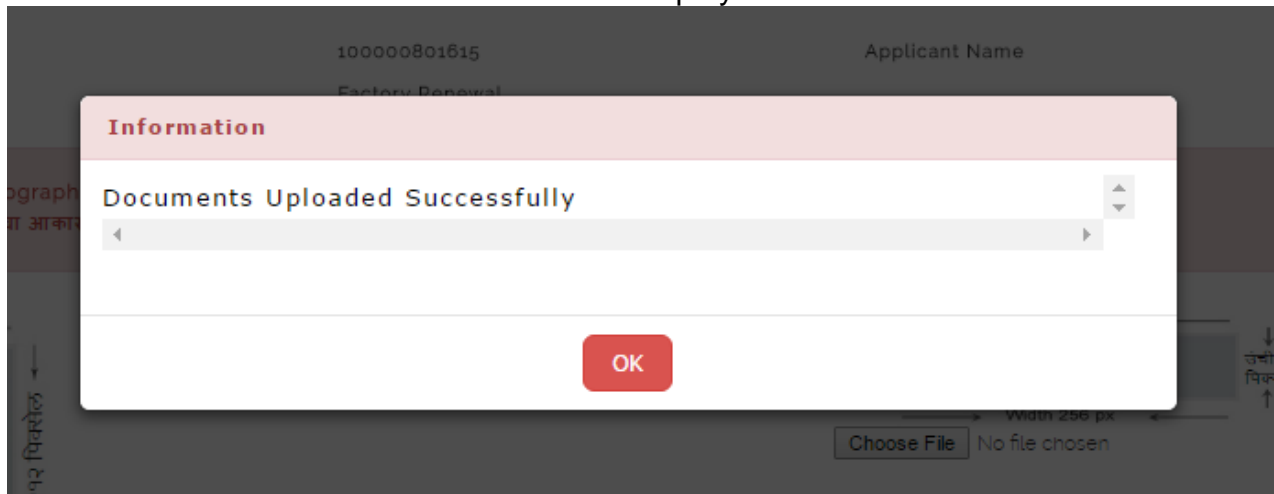 100000801615 Applicant Name
Factory Renewal
Information
Documents Uploaded Successfully
OK
Width 256 px
Choose File No file chosen
पिक्सेल